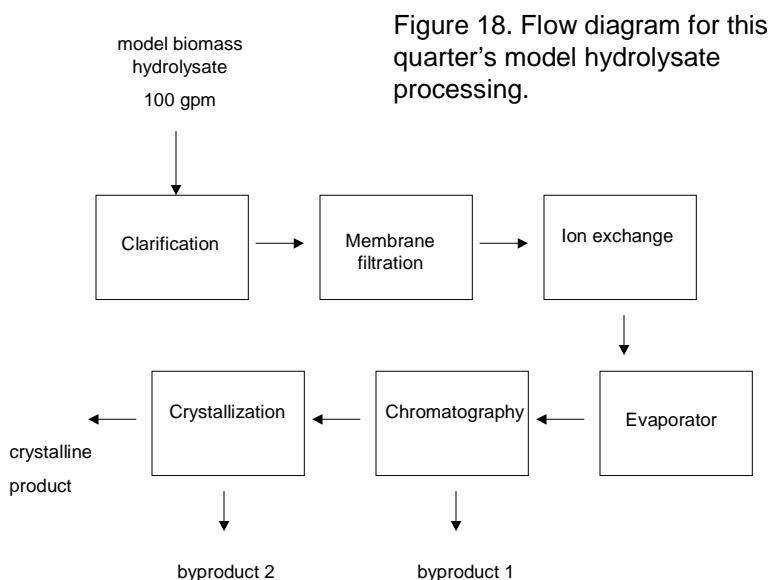 Figure 18. Flow diagram for this
quarter’s model hydrolysate
processing.
model biomass
hydrolysate
100 gpm
Clarification
Membrane
filtration
Ion exchange
Evaporator
Chromatography
Crystallization
crystalline
product
byproduct 2
byproduct 1